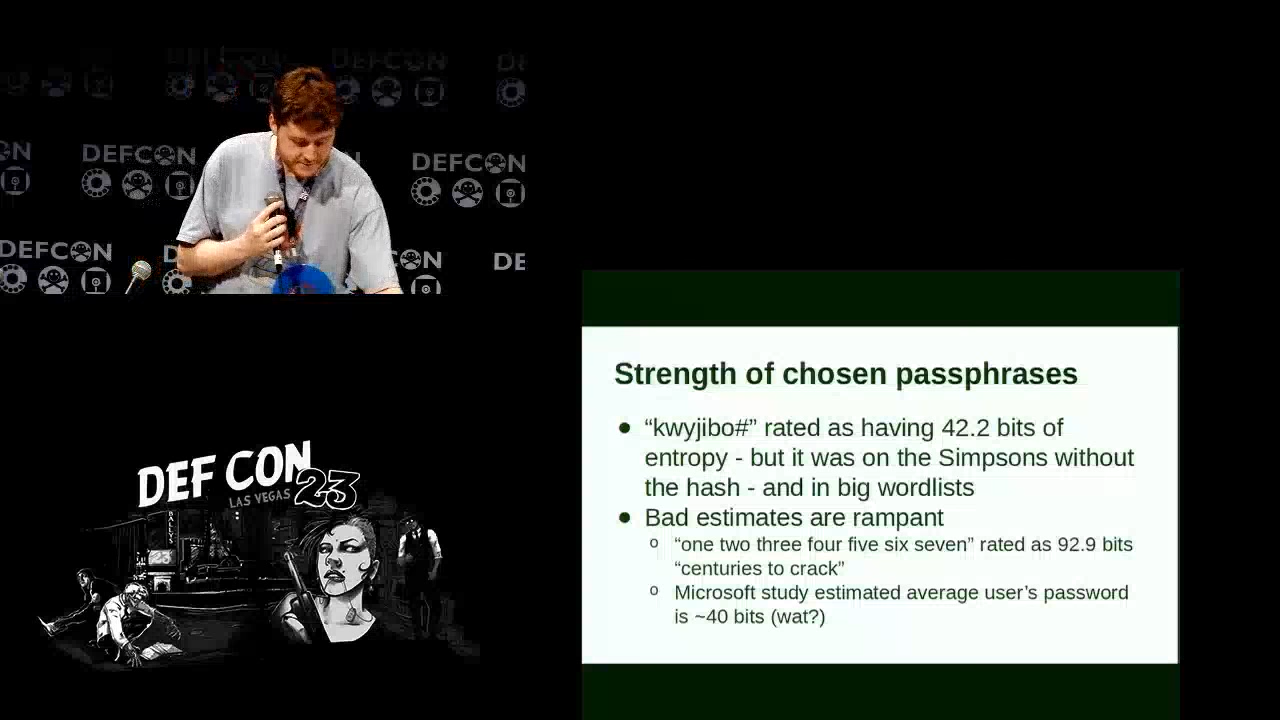 DEFCON
DEFCON
DEFCON
DEFCON
DEFCON
DE
DEF CON 23
LAS VEGAS
Strength of chosen passphrases
● “kwyjibo#” rated as having 42.2 bits of
entropy - but it was on the Simpsons without
the hash - and in big wordlists
● Bad estimates are rampant
o “one two three four five six seven” rated as 92.9 bits
“centuries to crack”
o Microsoft study estimated average user’s password
is ~40 bits (wat?)